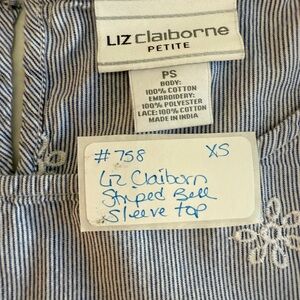 LIZ claiborne
PETITE
PS
BODY:
100% COTTON
EMBROIDERY:
100% POLYESTER
LACE: 100% COTTON
MADE IN INDIA
#758 XS
Liz Claiborn
Striped Bell
Sleeve top